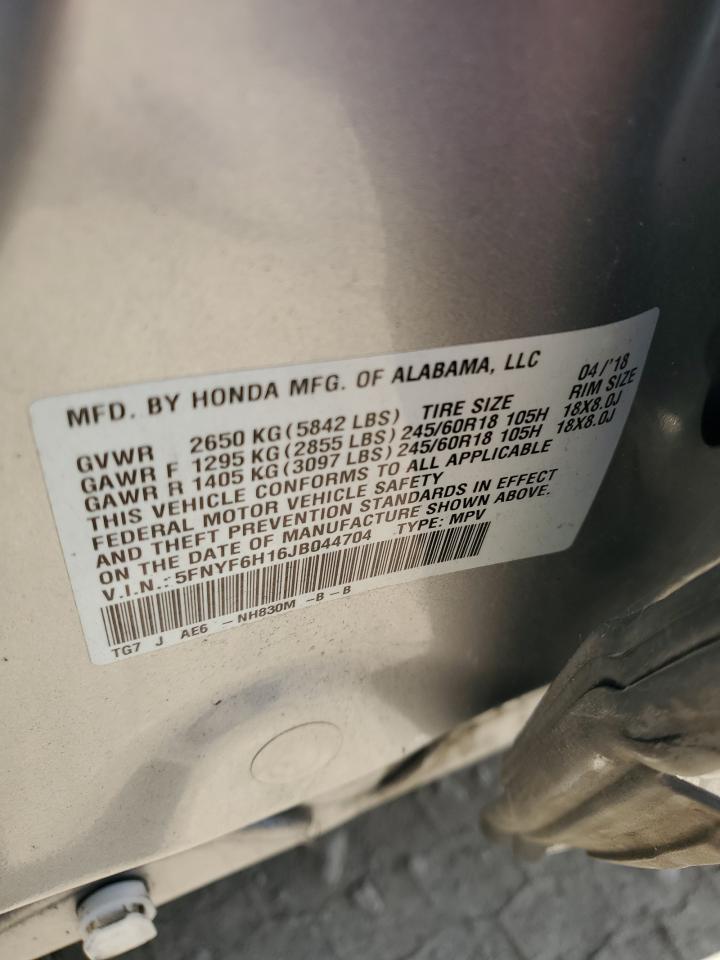 MFD. BY HONDA MFG. OF ALABAMA, LLC 04/'18
GVWR 2650 KG (5842 LBS) TIRE SIZE RIM SIZE
GAWR F 1295 KG (2855 LBS) 245/60R18 105H 18X8.0J
GAWR R 1405 KG (3097 LBS) 245/60R18 105H 18X8.0J
THIS VEHICLE CONFORMS TO ALL APPLICABLE
FEDERAL MOTOR VEHICLE SAFETY
AND THEFT PREVENTION STANDARDS IN EFFECT
ON THE DATE OF MANUFACTURE SHOWN ABOVE.
V.I.N.: 5FNYF6H16JB044704 TYPE: MPV
TG7 J AE6 - NH830M -B - B